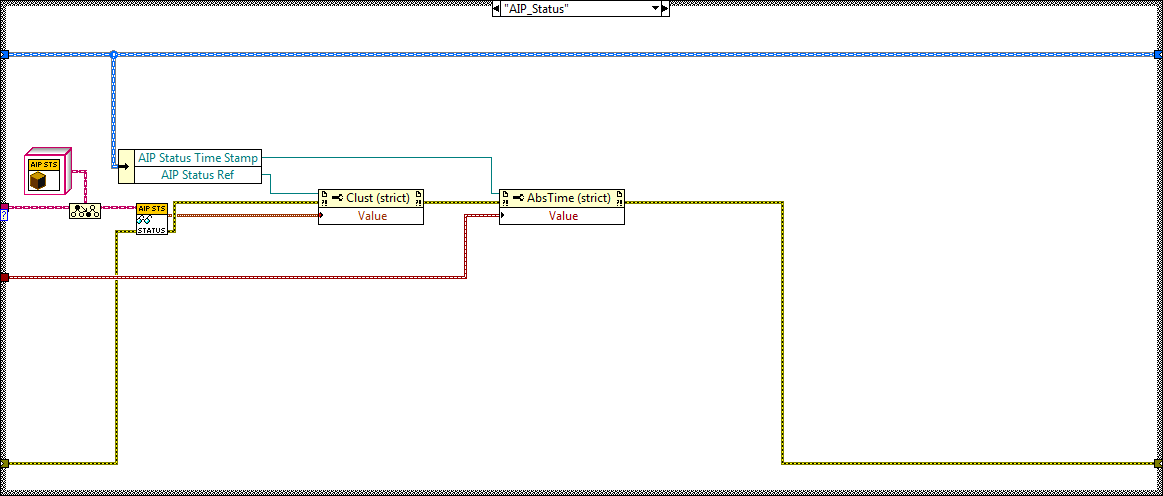 "AIP_Status"
AIP STS
AIP Status Time Stamp
AIP Status Ref
Clust (strict)
Value
AbsTime (strict)
Value
AIP STS
STATUS
?